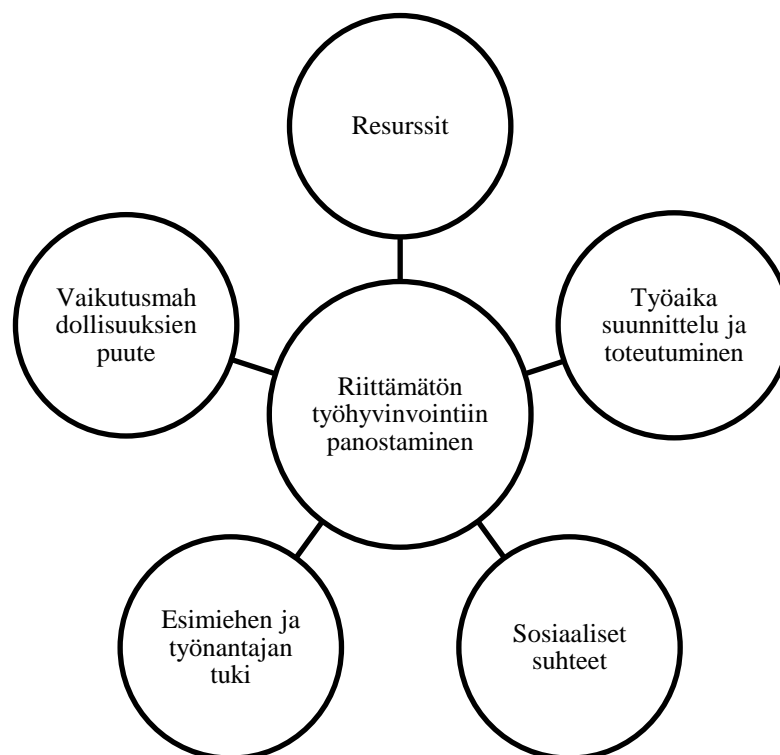 Resurssit
Vaikutusmah
dollisuuksien
puute
Työaika
suunnittelu ja
toteutuminen
Riittämätön
työhyvinvointiin
panostaminen
Esimiehen ja
työnantajan
tuki
Sosiaaliset
suhteet